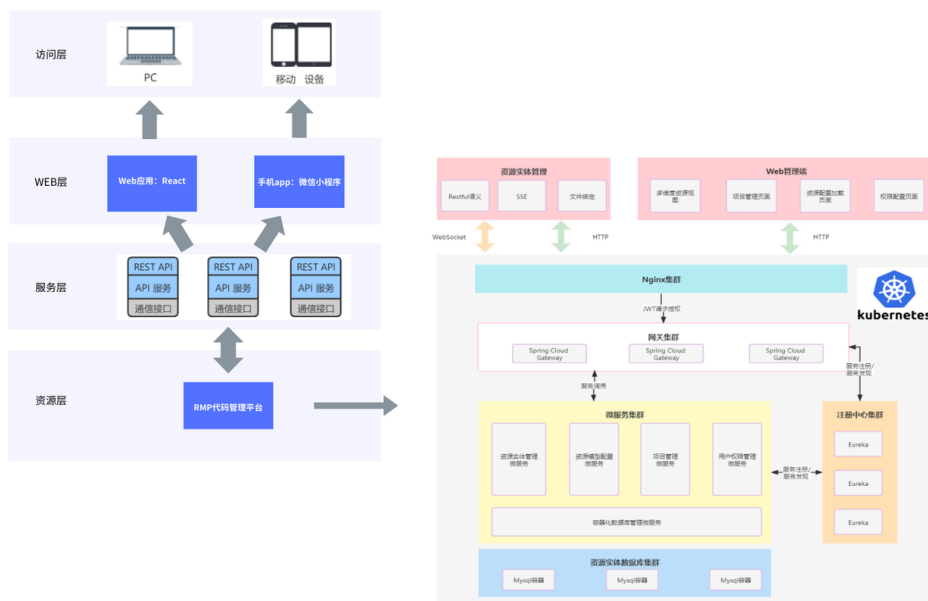 访问层
PC
移动 设备
WEB层
Web应用：React
手机app：微信小程序
服务层
REST API
API 服务
通信接口
REST API
API 服务
通信接口
REST API
API 服务
通信接口
资源层
RMP代码管理平台
资源实体管理
Restful语义
SSE
文件绑定
Web管理端
多维度资源视图
项目管理页面
资源配置加载页面
权限配置页面
WebSocket
HTTP
HTTP
Nginx集群
JWT请求授权
kubernetes
网关集群
Spring Cloud
Gateway
Spring Cloud
Gateway
Spring Cloud
Gateway
服务注册/
服务发现
服务调用
微服务集群
资源实体管理
微服务
资源模型配置
微服务
项目管理
微服务
用户权限管理
微服务
容器化数据库管理微服务
服务注册/
服务发现
注册中心集群
Eureka
Eureka
Eureka
资源实体数据库集群
Mysql容器
Mysql容器
Mysql容器